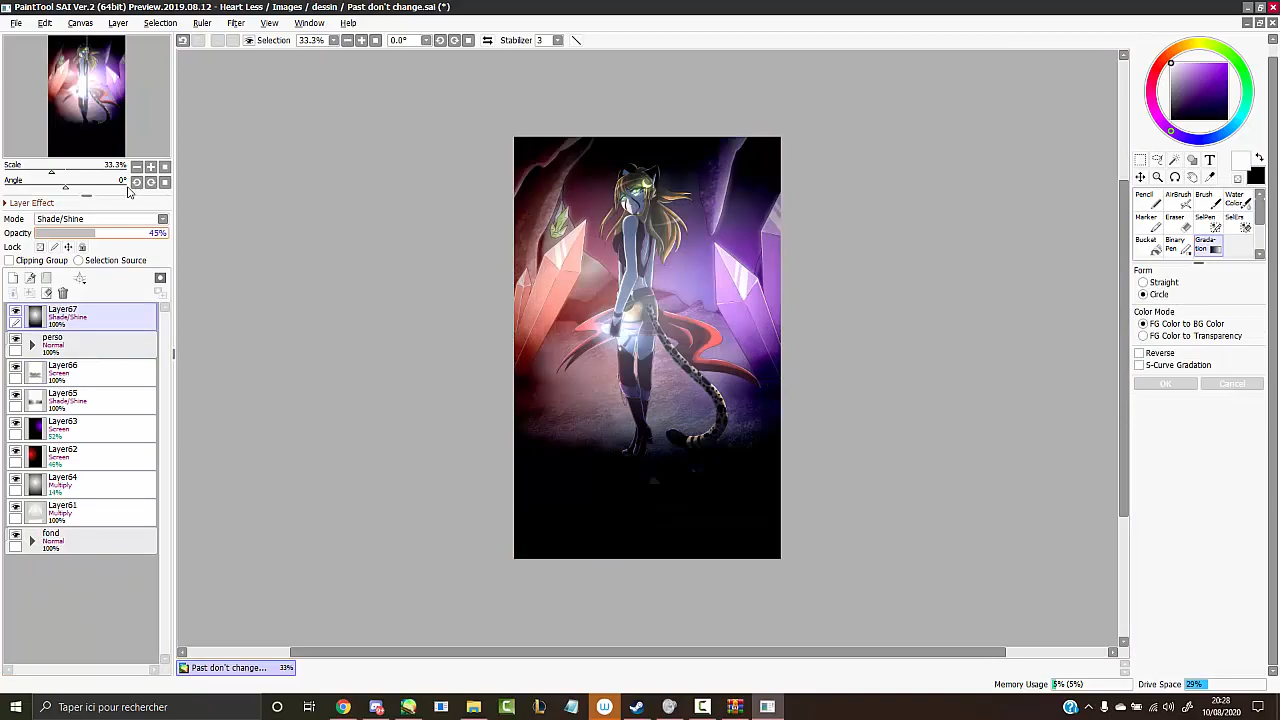 PaintTool SAI Ver.2 (64bit) Preview.2019.08.12 - Heart Less / Images / dessin / Past don't change.sai (*)
File Edit Canvas Layer Selection Ruler Filter View Window Help
Selection 33.3% 0.0° Stabilizer 3
Scale 33.3%
Angle 0°
Layer Effect
Mode Shade/Shine
Opacity 45%
Lock
Clipping Group Selection Source
Layer67
Shade/Shine
100%
perso
Normal
100%
Layer66
Screen
100%
Layer65
Shade/Shine
100%
Layer63
Screen
52%
Layer62
Screen
46%
Layer64
Multiply
14%
Layer61
Multiply
100%
fond
Normal
100%
T
Pencil AirBrush Brush Water Color
Marker Eraser SelPen SelErs
Bucket Binary Pen Grada-tion
Form
Straight
Circle
Color Mode
FG Color to BG Color
FG Color to Transparency
Reverse
S-Curve Gradation
OK Cancel
Past don't change... 33%
Memory Usage 5% (5%) Drive Space 29%
Taper ici pour rechercher
20:28
10/08/2020